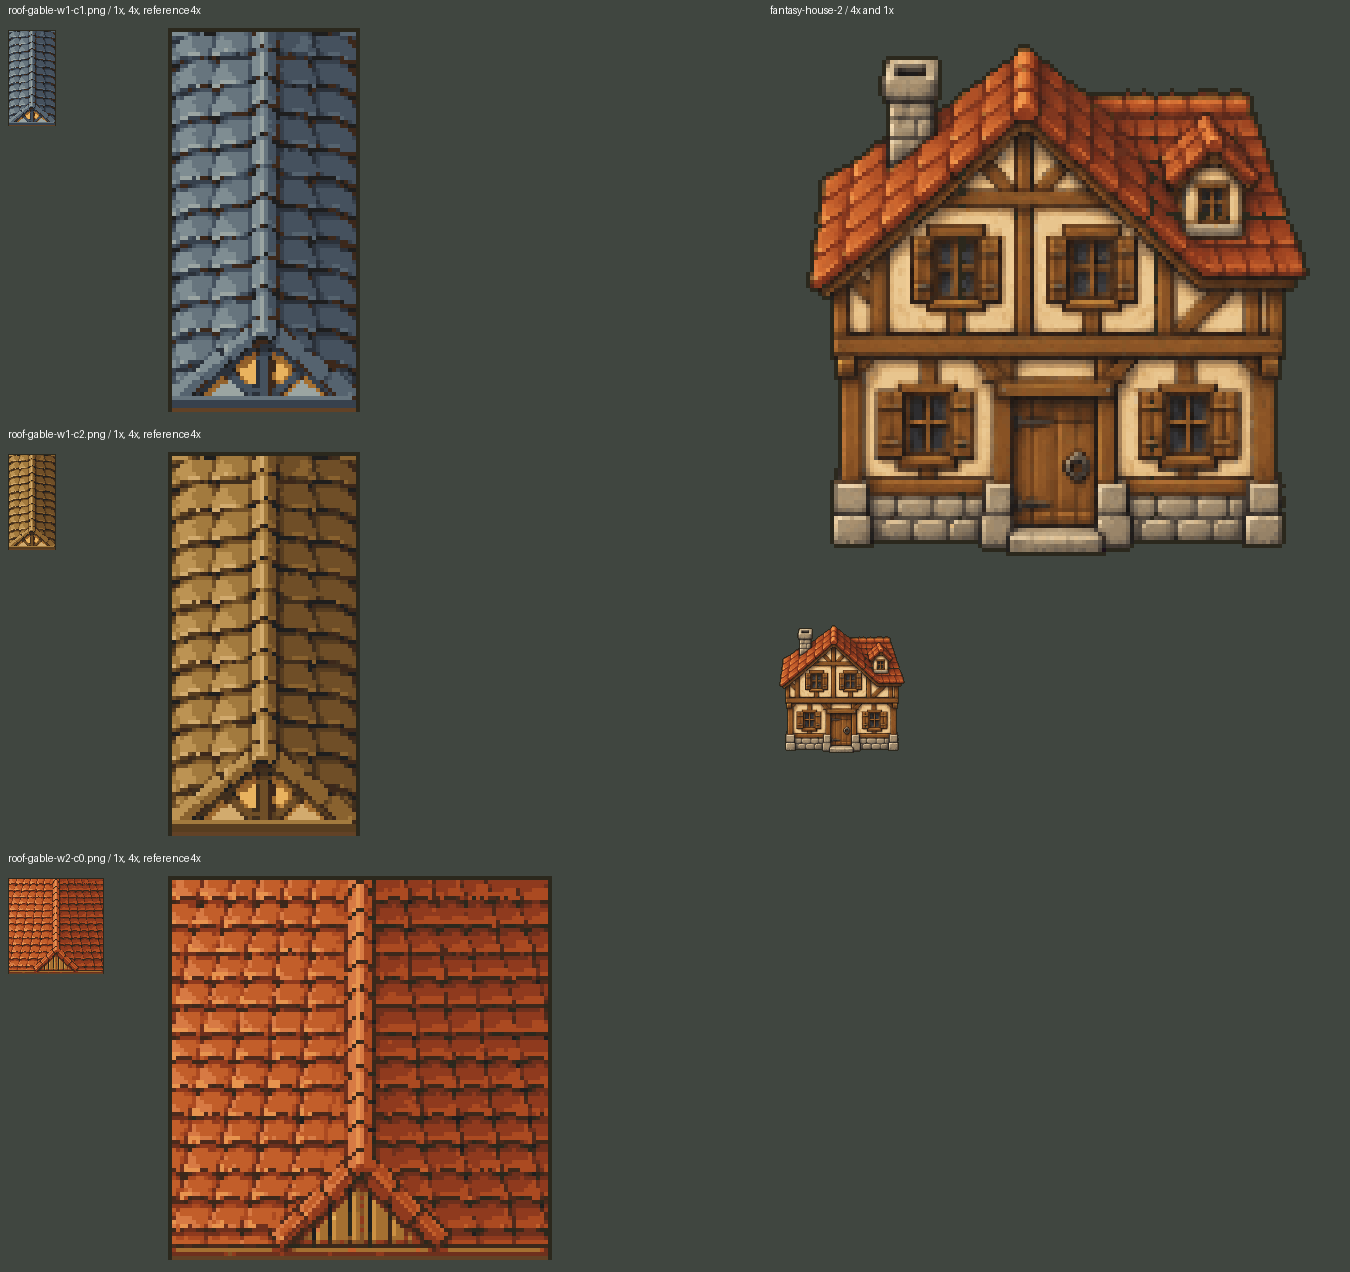 roof-gable-w1-c1.png / 1x, 4x, reference4x
fantasy-house-2 / 4x and 1x
roof-gable-w1-c2.png / 1x, 4x, reference4x
roof-gable-w2-c0.png / 1x, 4x, reference4x